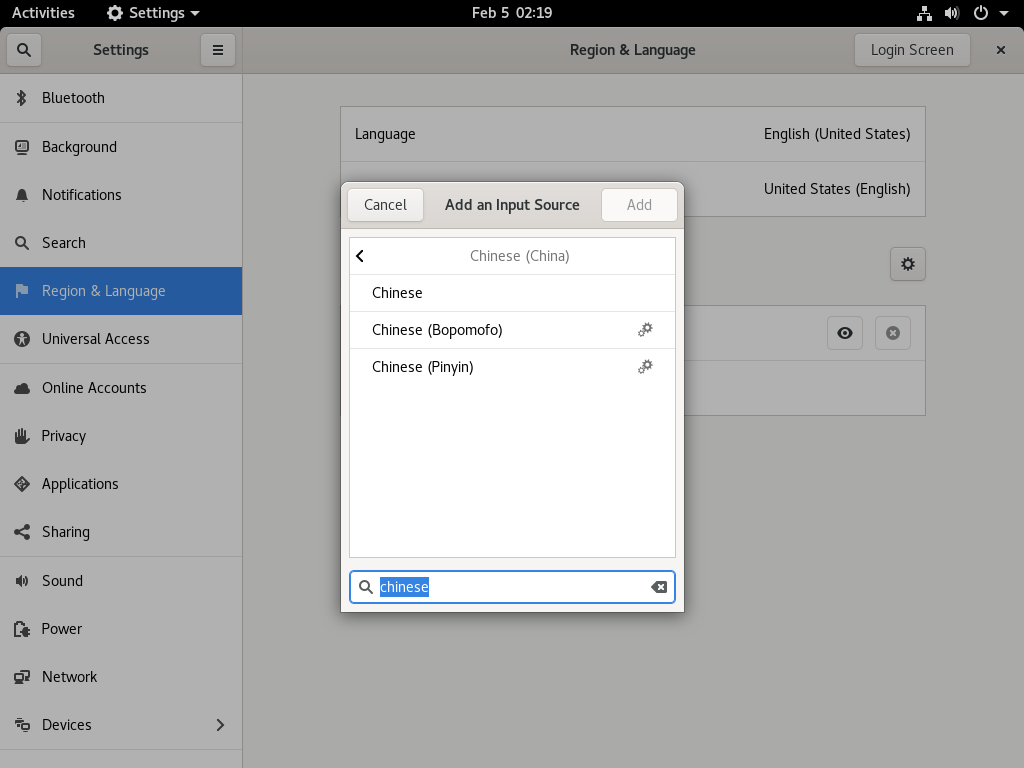 Activities Settings Feb 5 02:19
Settings Region & Language Login Screen
Bluetooth
Background
Notifications
Search
Region & Language
Universal Access
Online Accounts
Privacy
Applications
Sharing
Sound
Power
Network
Devices
Language English (United States)
United States (English)
Cancel Add an Input Source Add
Chinese (China)
Chinese
Chinese (Bopomofo)
Chinese (Pinyin)
chinese